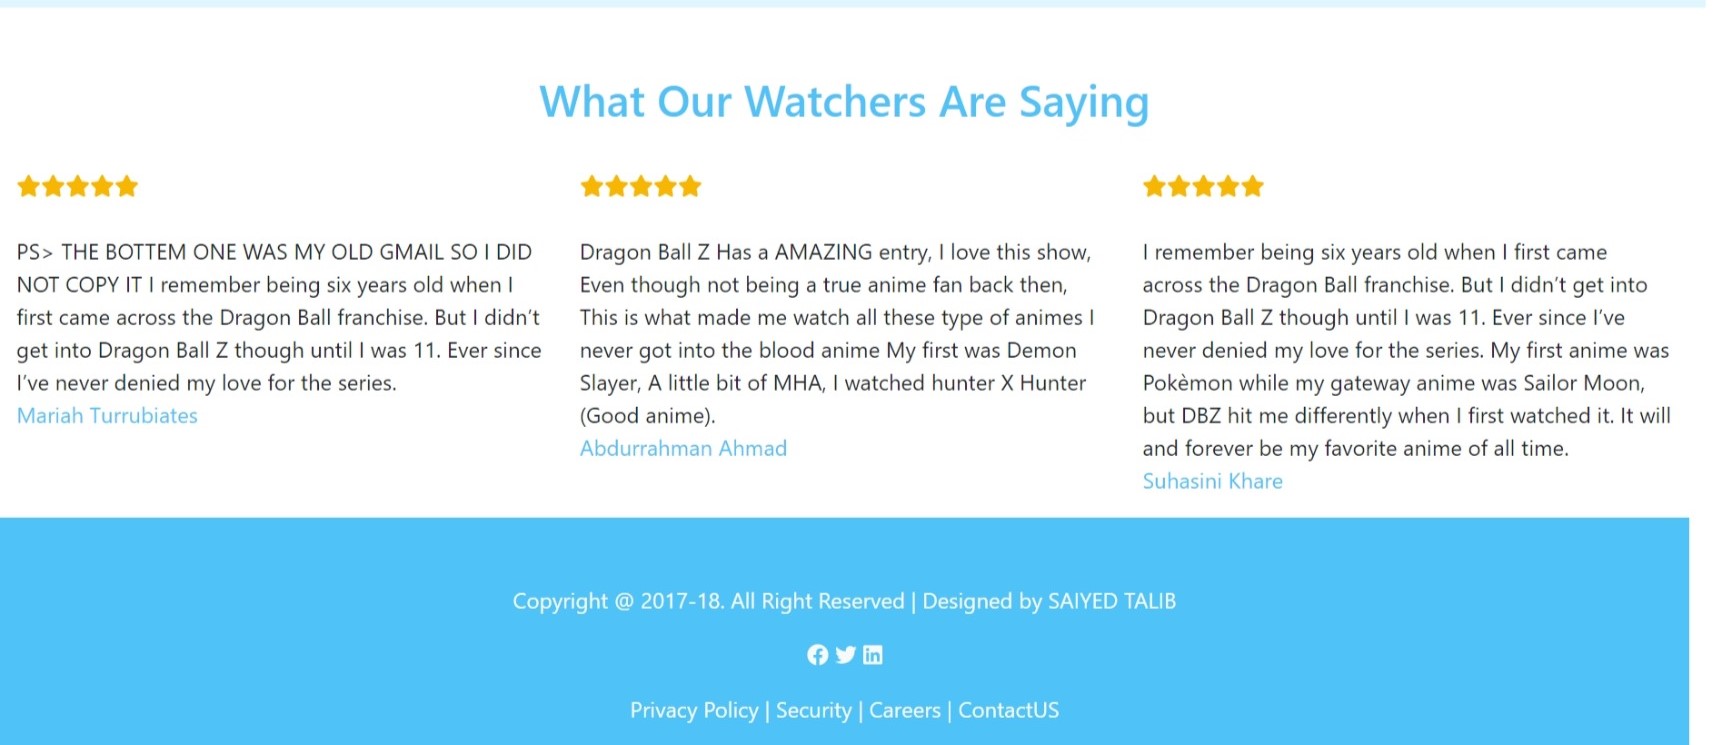 What Our Watchers Are Saying
PS> THE BOTTEM ONE WAS MY OLD GMAIL SO I DID
NOT COPY IT I remember being six years old when I
first came across the Dragon Ball franchise. But I didn’t
get into Dragon Ball Z though until I was 11. Ever since
I’ve never denied my love for the series.
Mariah Turrubiates
Dragon Ball Z Has a AMAZING entry, I love this show,
Even though not being a true anime fan back then,
This is what made me watch all these type of animes I
never got into the blood anime My first was Demon
Slayer, A little bit of MHA, I watched hunter X Hunter
(Good anime).
Abdurrahman Ahmad
I remember being six years old when I first came
across the Dragon Ball franchise. But I didn’t get into
Dragon Ball Z though until I was 11. Ever since I’ve
never denied my love for the series. My first anime was
Pokèmon while my gateway anime was Sailor Moon,
but DBZ hit me differently when I first watched it. It will
and forever be my favorite anime of all time.
Suhasini Khare
Copyright @ 2017-18. All Right Reserved | Designed by SAIYED TALIB
Privacy Policy | Security | Careers | ContactUS